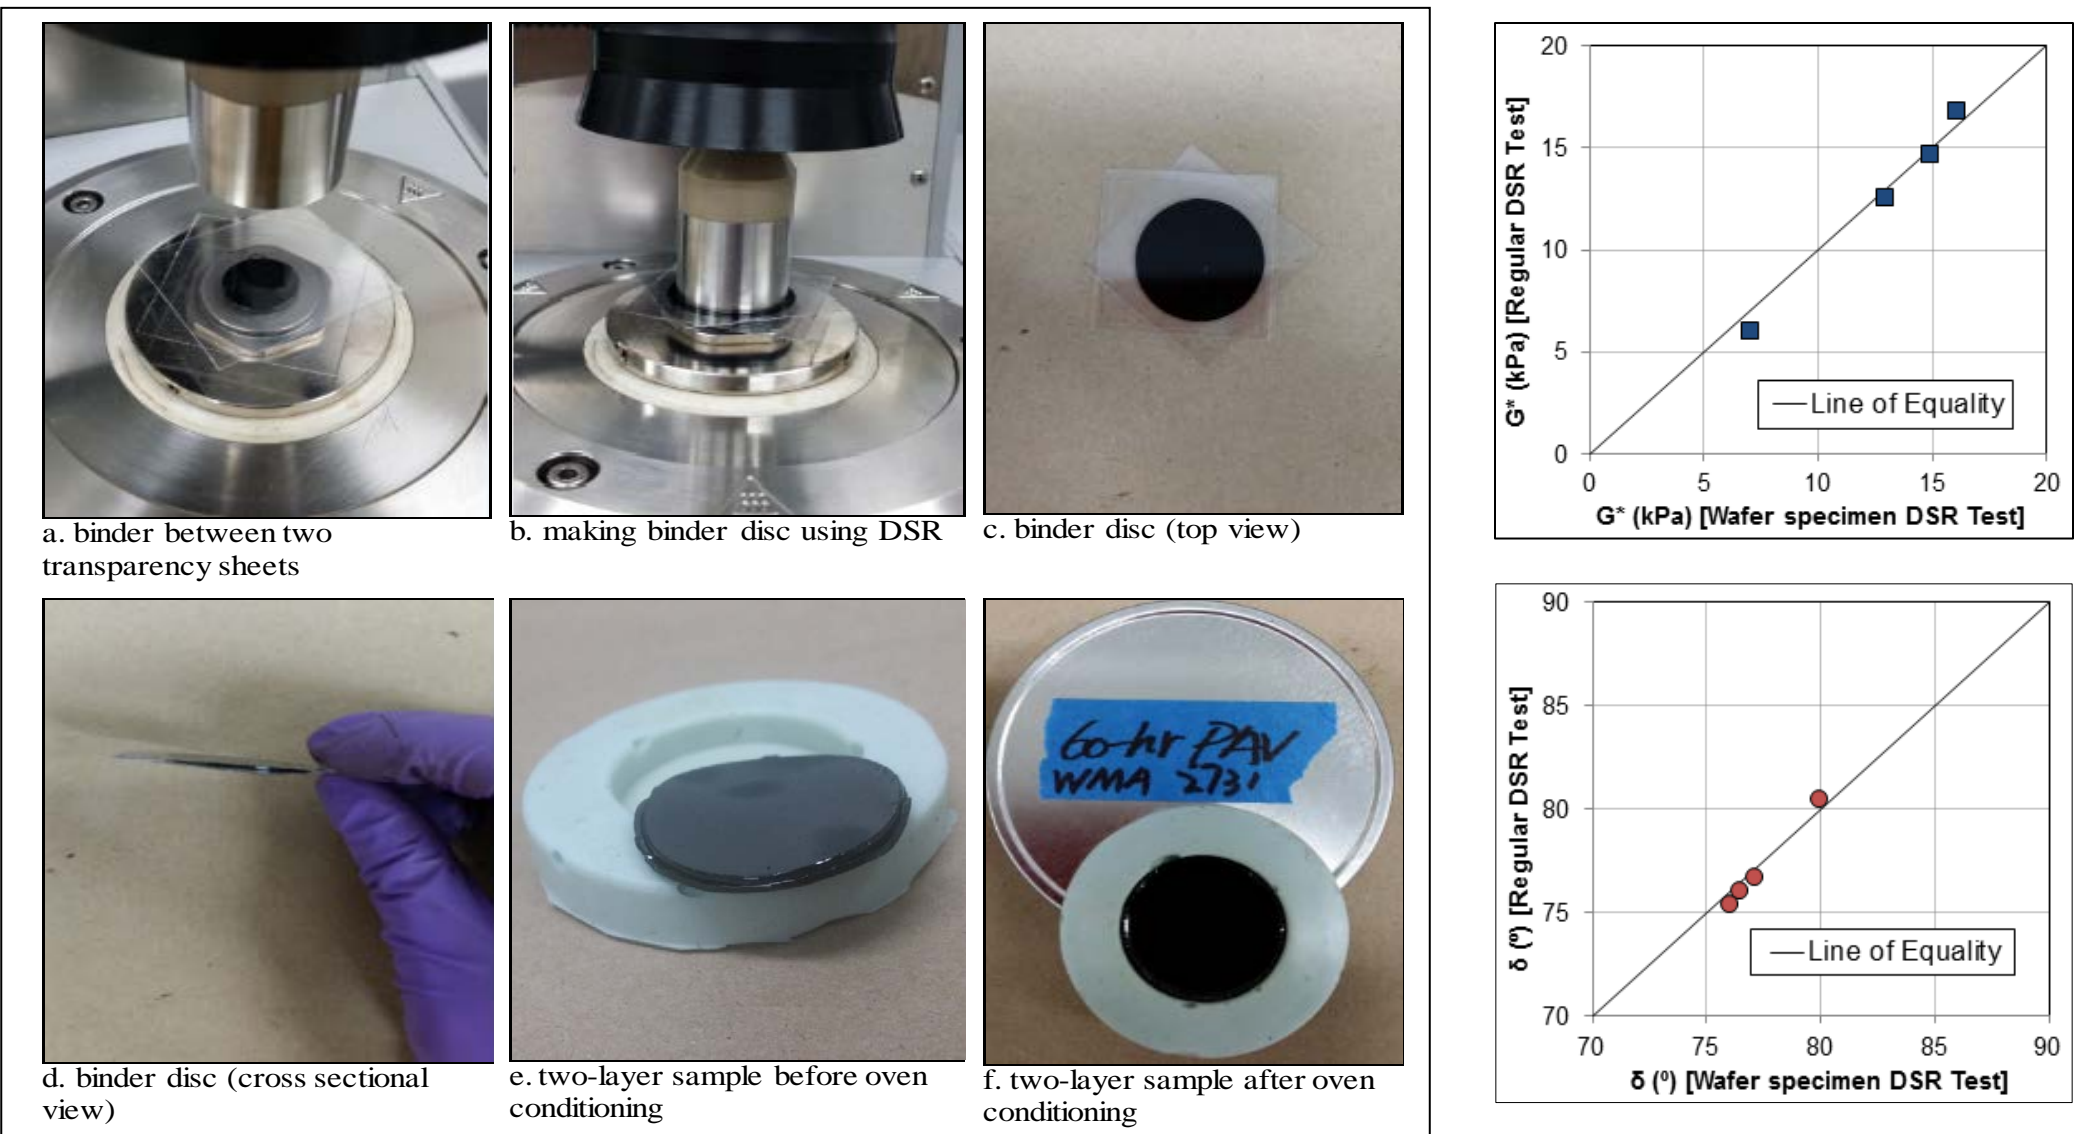 a. binder between two
transparency sheets
b. making binder disc using DSR
c. binder disc (top view)
60-hr PAV
WMA 2731
d. binder disc (cross sectional
view)
e. two-layer sample before oven
conditioning
f. two-layer sample after oven
conditioning
G* (kPa) [Regular DSR Test]
20
15
10
5
0
Line of Equality
0 5 10 15 20
G* (kPa) [Wafer specimen DSR Test]
δ (º) [Regular DSR Test]
90
85
80
75
70
Line of Equality
70 75 80 85 90
δ (º) [Wafer specimen DSR Test]